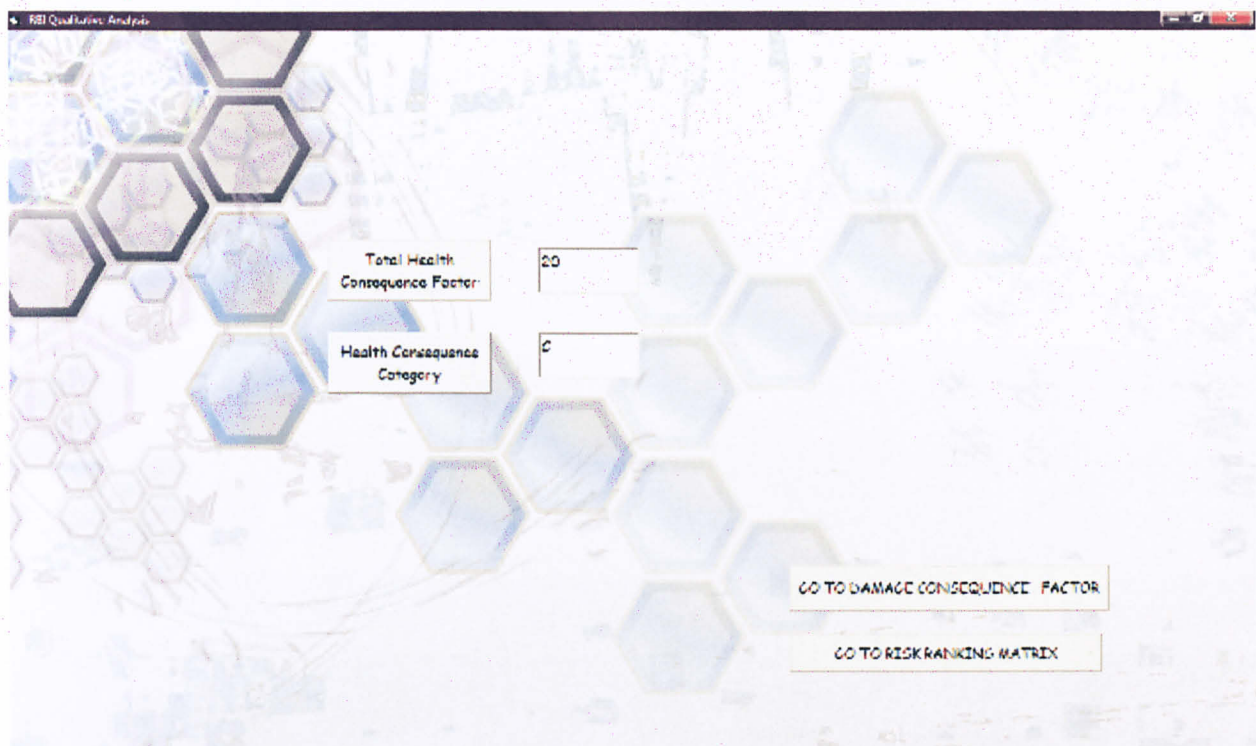 RBI Qualitative Analysis
Total Health
Consequence Factor
20
Health Consequence
Category
C
GO TO DAMAGE CONSEQUENCE FACTOR
GO TO RISK RANKING MATRIX